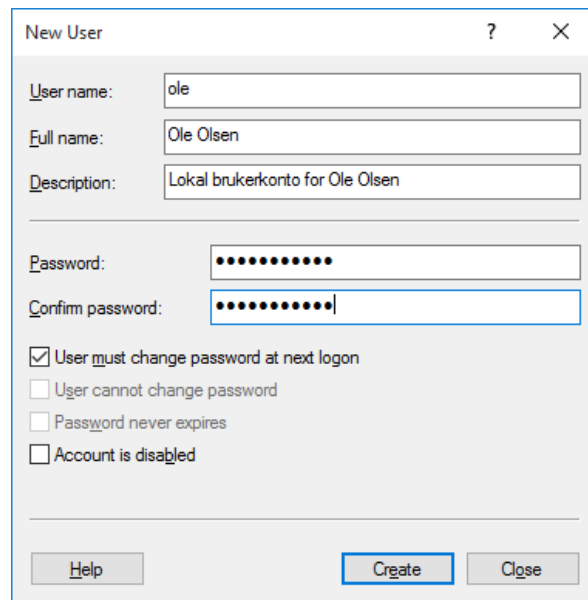 New User
User name: ole
Full name: Ole Olsen
Description: Lokal brukerkonto for Ole Olsen
Password: ●●●●●●●●●●●
Confirm password: ●●●●●●●●●●●
User must change password at next logon
User cannot change password
Password never expires
Account is disabled
Help Create Close